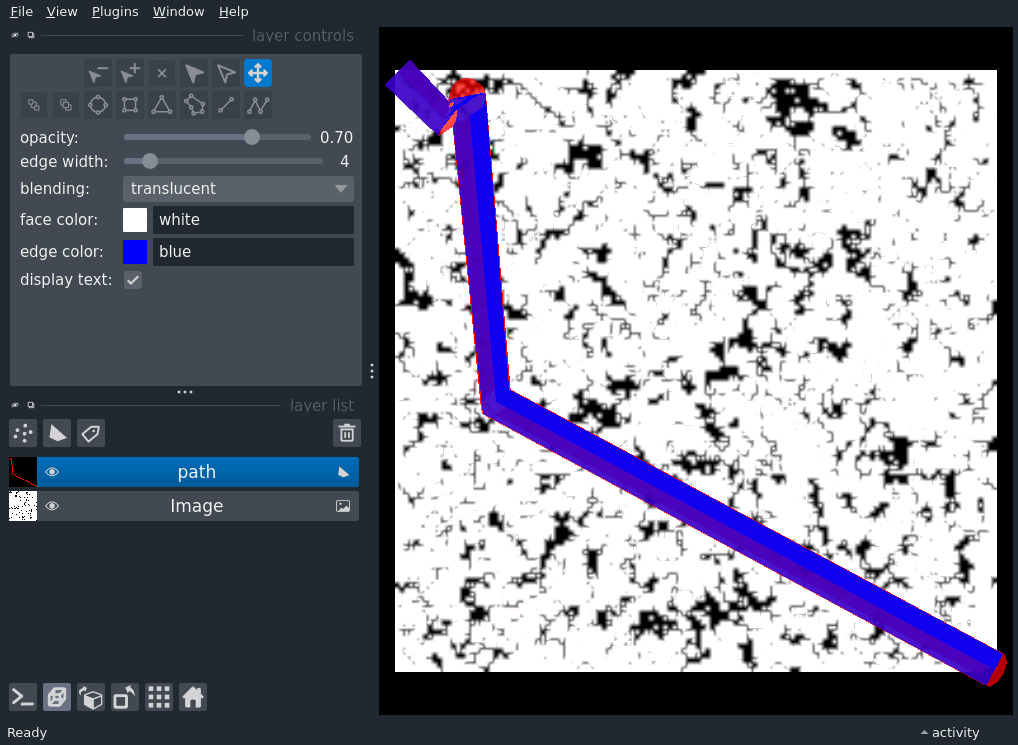 File View Plugins Window Help
layer controls
opacity: 0.70
edge width: 4
blending: translucent
face color: white
edge color: blue
display text:
layer list
path
Image
Ready activity